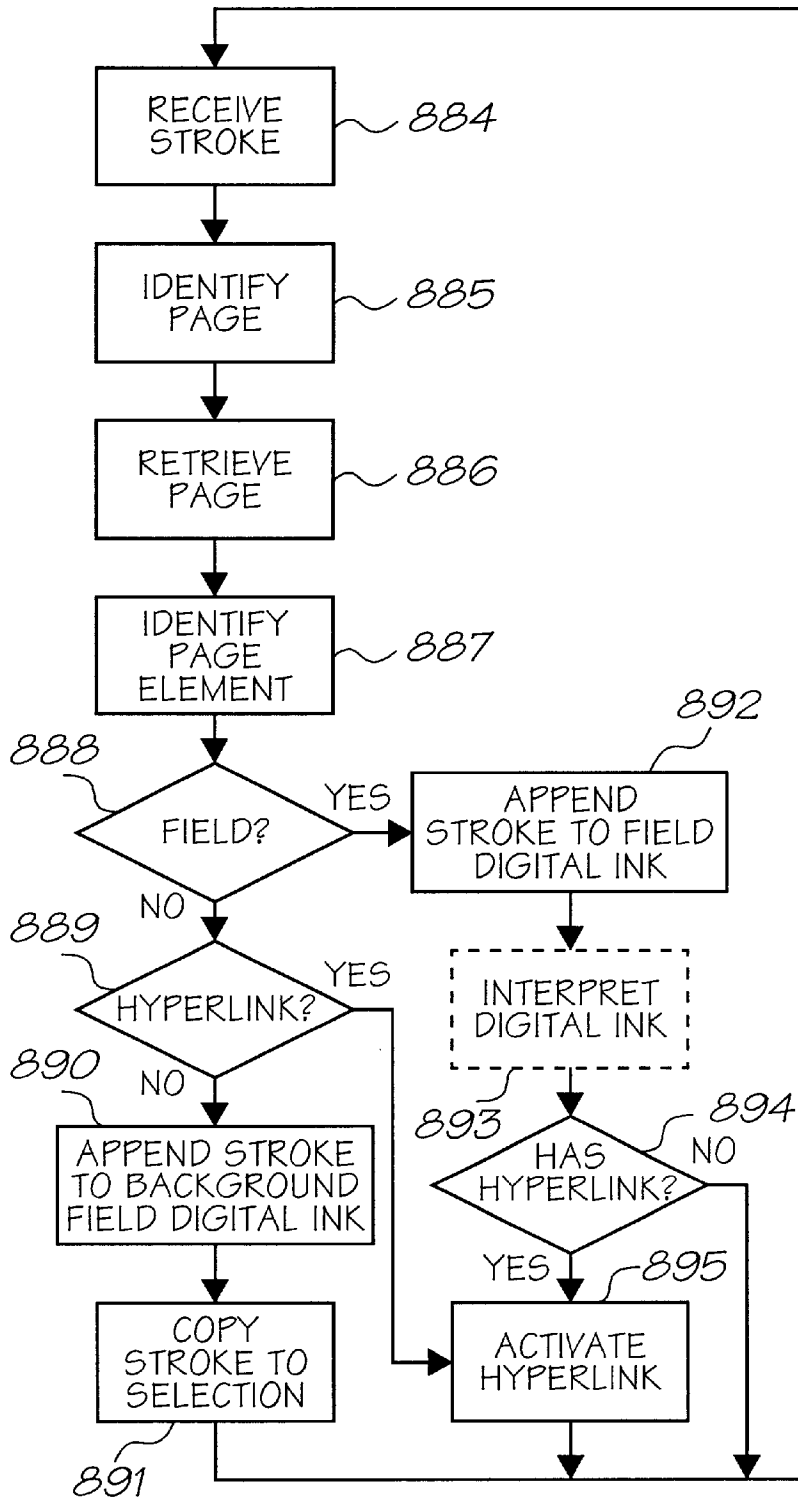 RECEIVE
STROKE
884
IDENTIFY
PAGE
885
RETRIEVE
PAGE
886
IDENTIFY
PAGE
ELEMENT
887
888
FIELD?
YES
NO
892
APPEND
STROKE TO FIELD
DIGITAL INK
889
HYPERLINK?
YES
NO
INTERPRET
DIGITAL INK
893
890
APPEND STROKE
TO BACKGROUND
FIELD DIGITAL INK
894
HAS
HYPERLINK?
NO
YES
895
ACTIVATE
HYPERLINK
COPY
STROKE TO
SELECTION
891